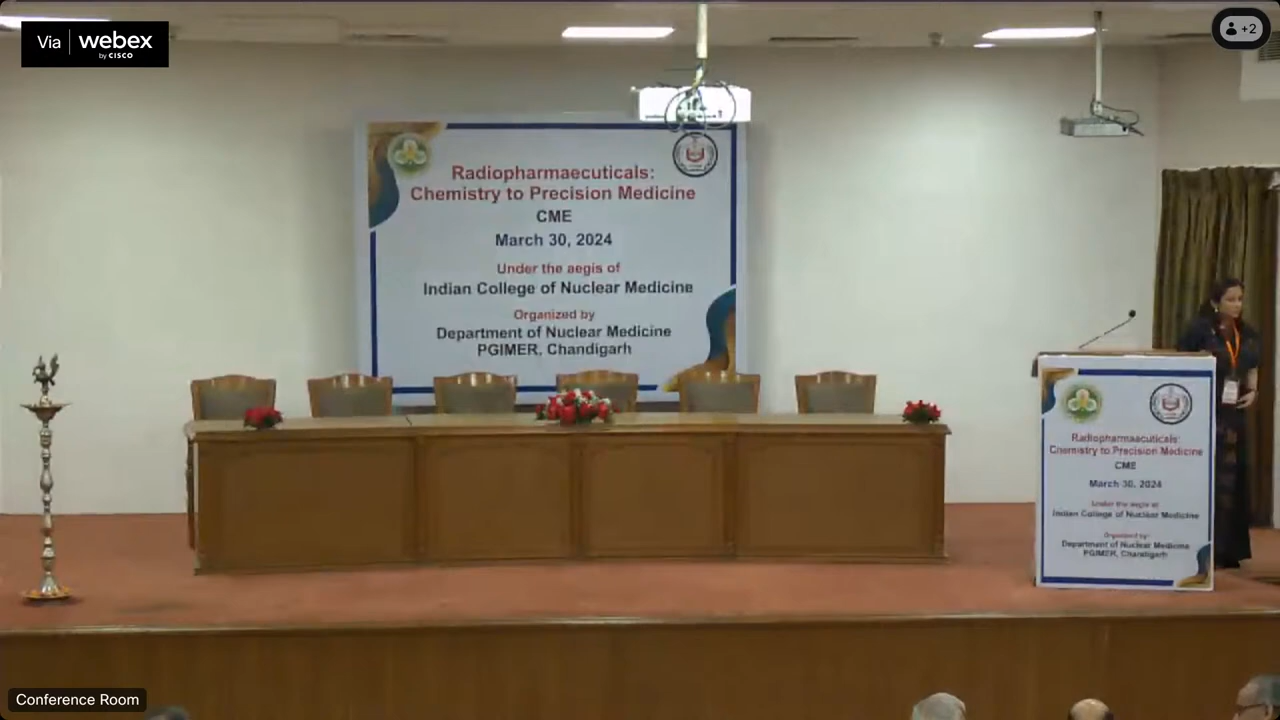 Via webex
by CISCO
+2
Radiopharmaecuticals:
Chemistry to Precision Medicine
CME
March 30, 2024
Under the aegis of
Indian College of Nuclear Medicine
Organized by
Department of Nuclear Medicine
PGIMER, Chandigarh
Radiopharmaecuticals:
Chemistry to Precision Medicine
CME
March 30, 2024
Under the aegis of
Indian College of Nuclear Medicine
Organized by
Department of Nuclear Medicine
PGIMER, Chandigarh
Conference Room